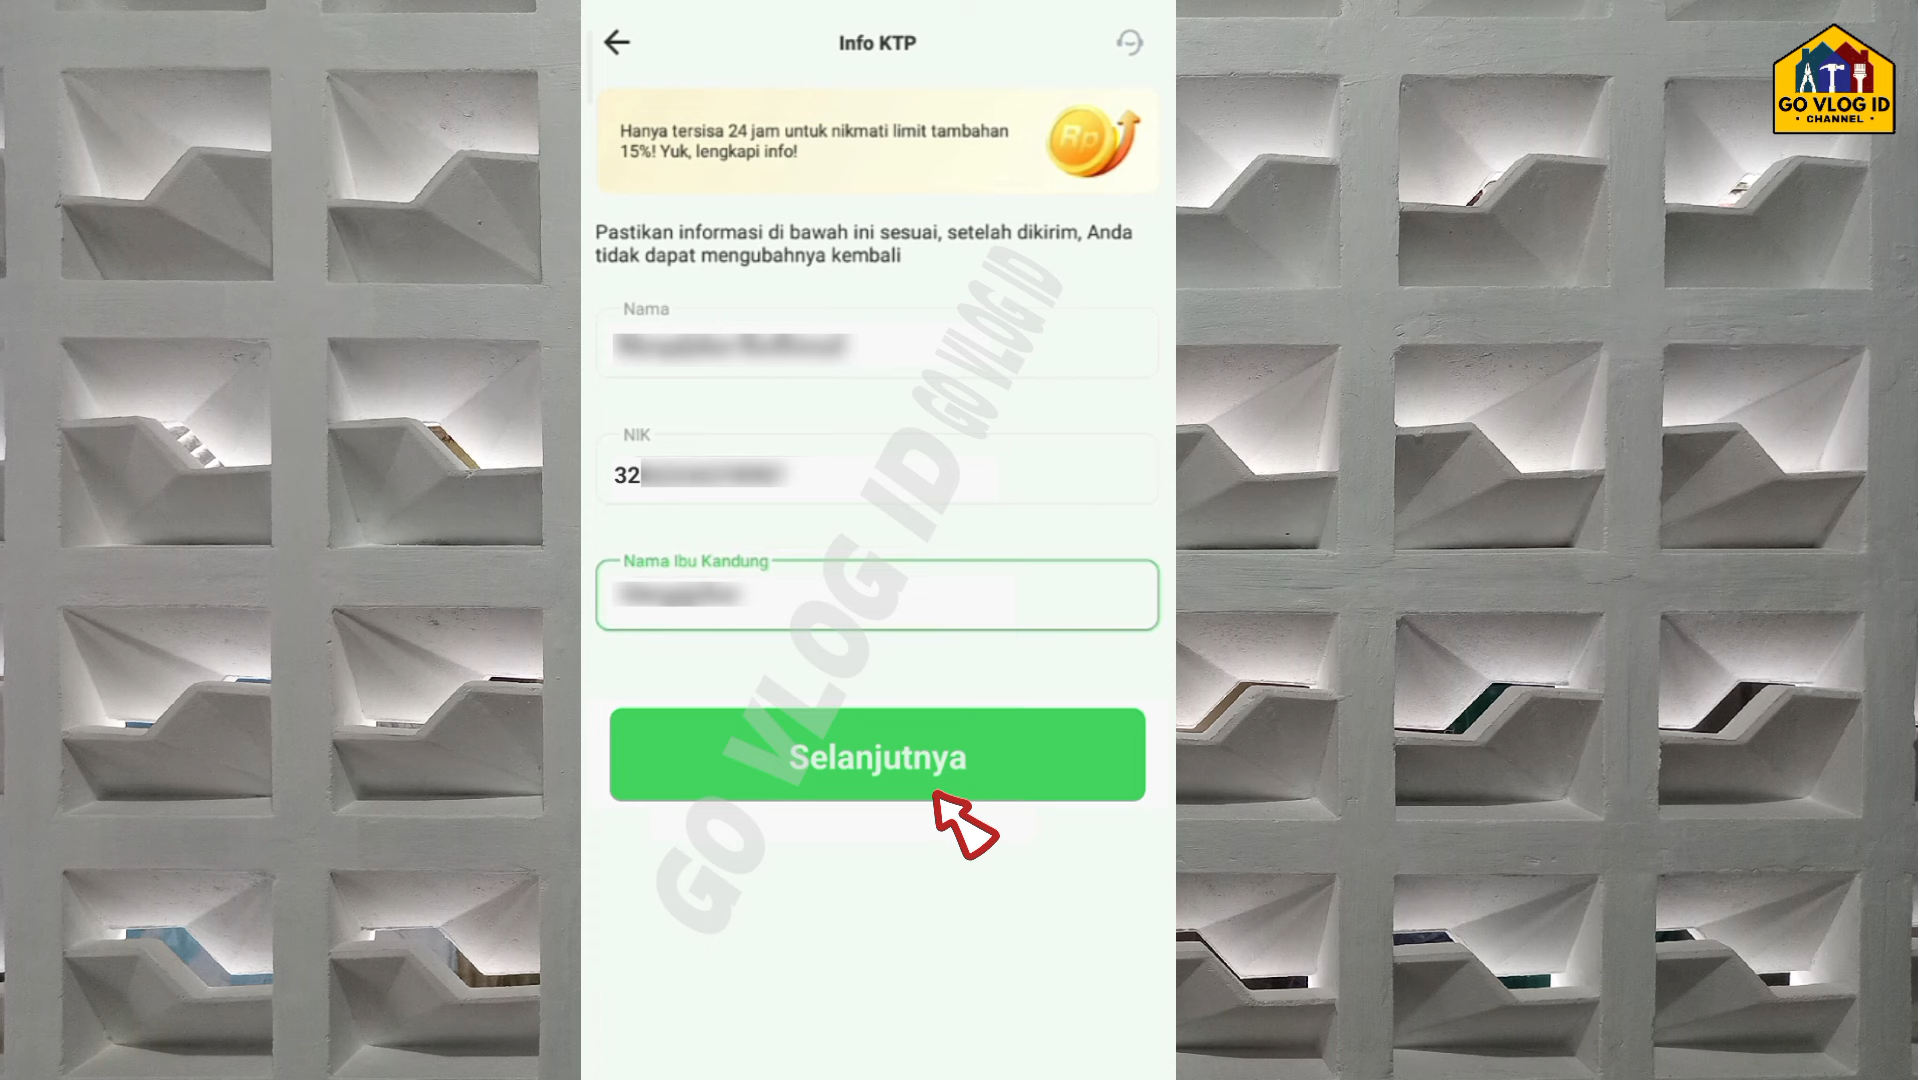 Info KTP
Hanya tersisa 24 jam untuk nikmati limit tambahan
15%! Yuk, lengkapi info!
Rp
Pastikan informasi di bawah ini sesuai, setelah dikirim, Anda
tidak dapat mengubahnya kembali
Nama
NIK
32
Nama Ibu Kandung
Selanjutnya
GO VLOG ID GO VLOG ID
GO VLOG ID
• CHANNEL •